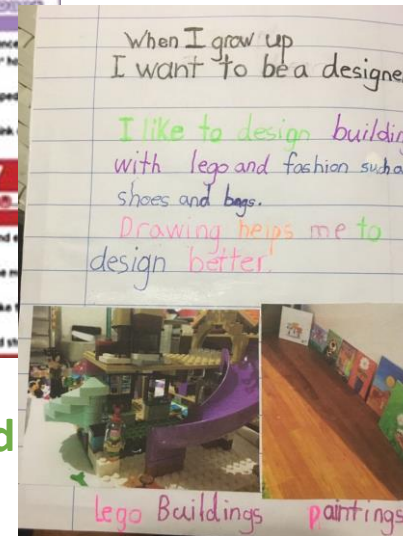 When I grow up
I want to be a designe
I like to design buildin
with lego and fashion such a
shoes and bags.
Drawing helps me to
design better.
lego Buildings paintings